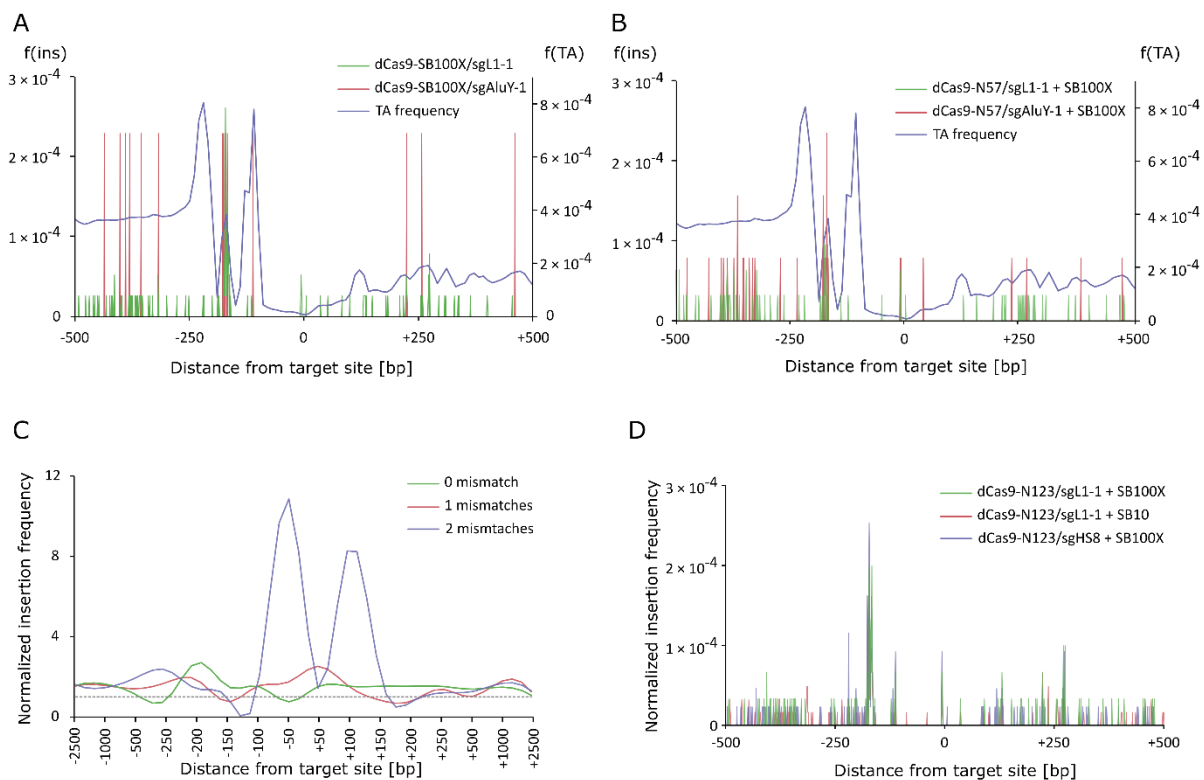 A
f(ins)
f(TA)
dCas9-SB100X/sgL1-1
dCas9-SB100X/sgAluY-1
TA frequency
3 × 10⁻⁴
2 × 10⁻⁴
1 × 10⁻⁴
0
8 × 10⁻⁴
6 × 10⁻⁴
4 × 10⁻⁴
2 × 10⁻⁴
0
-500
-250
0
+250
+500
Distance from target site [bp]
B
f(ins)
f(TA)
dCas9-N57/sgL1-1 + SB100X
dCas9-N57/sgAluY-1 + SB100X
TA frequency
3 × 10⁻⁴
2 × 10⁻⁴
1 × 10⁻⁴
0
8 × 10⁻⁴
6 × 10⁻⁴
4 × 10⁻⁴
2 × 10⁻⁴
0
-500
-250
0
+250
+500
Distance from target site [bp]
C
Normalized insertion frequency
12
8
4
0
0 mismatch
1 mismatches
2 mismtaches
-2500
-500
-200
-100
-50
+50
+100
+200
+500
+2500
Distance from target site [bp]
D
Normalized insertion frequency
3 × 10⁻⁴
2 × 10⁻⁴
1 × 10⁻⁴
0
dCas9-N123/sgL1-1 + SB100X
dCas9-N123/sgL1-1 + SB10
dCas9-N123/sgHS8 + SB100X
-500
-250
0
+250
+500
Distance from target site [bp]